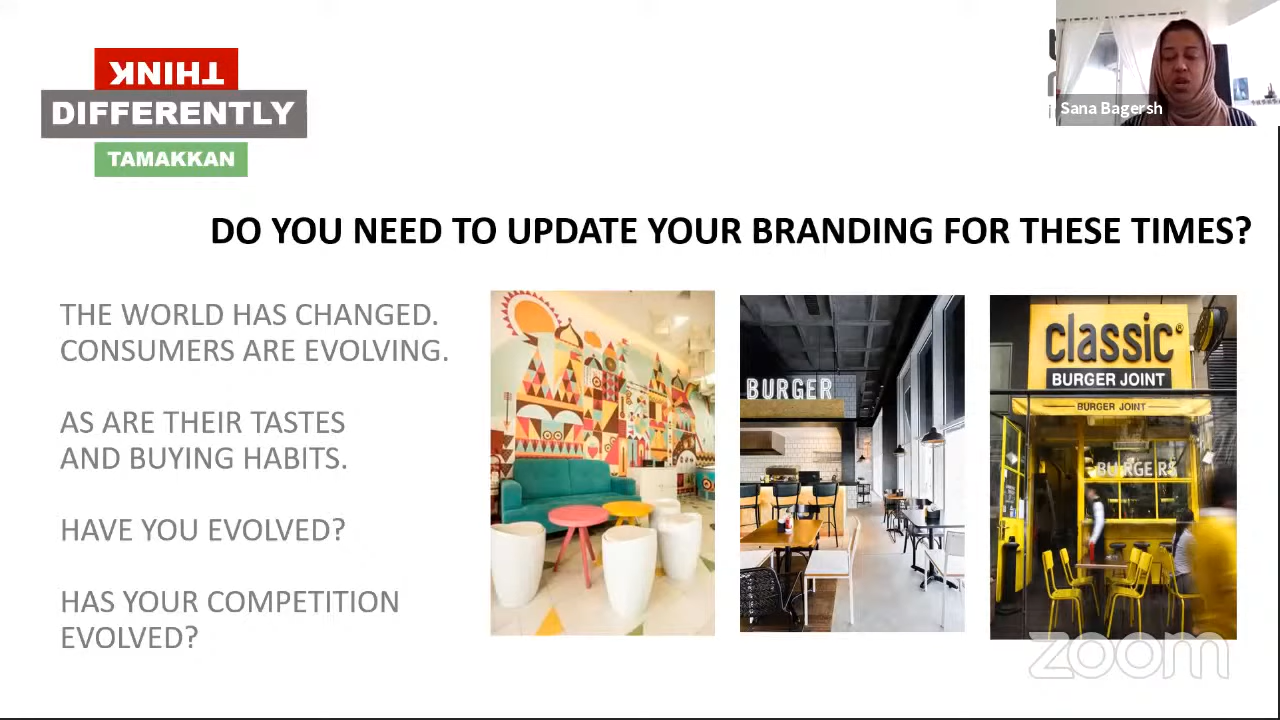 THINK
DIFFERENTLY
TAMAKKAN
Sana Bagersh
DO YOU NEED TO UPDATE YOUR BRANDING FOR THESE TIMES?
THE WORLD HAS CHANGED.
CONSUMERS ARE EVOLVING.
AS ARE THEIR TASTES
AND BUYING HABITS.
HAVE YOU EVOLVED?
HAS YOUR COMPETITION
EVOLVED?
BURGER
classic
BURGER JOINT
BURGER JOINT
BURGERS
zoom